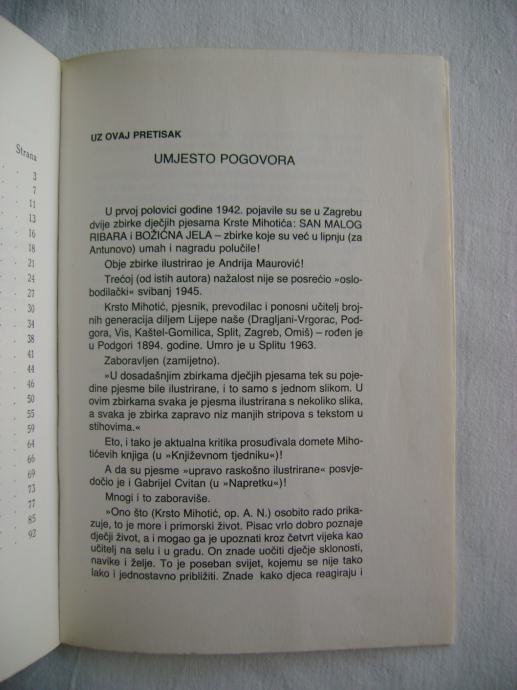 Strana
3
7
11
13
16
18
21
24
27
30
34
38
41
44
46
50
55
59
64
66
69
73
77
85
92
UZ OVAJ PRETISAK
UMJESTO POGOVORA
U prvoj polovici godine 1942. pojavile su se u Zagrebu
dvije zbirke dječjih pjesama Krste Mihotića: SAN MALOG
RIBARA i BOŽIĆNA JELA – zbirke koje su već u lipnju (za
Antunovo) umah i nagradu polučile!
Obje zbirke ilustrirao je Andrija Maurović!
Trećoj (od istih autora) nažalost nije se posrećio »oslo-
bodilački« svibanj 1945.
Krsto Mihotić, pjesnik, prevodilac i ponosni učitelj broj-
nih generacija diljem Lijepe naše (Dragljani-Vrgorac, Pod-
gora, Vis, Kaštel-Gomilica, Split, Zagreb, Omiš) – rođen je
u Podgori 1894. godine. Umro je u Splitu 1963.
Zaboravljen (zamijetno).
»U dosadašnjim zbirkama dječjih pjesama tek su poje-
dine pjesme bile ilustrirane, i to samo s jednom slikom. U
ovim zbirkama svaka je pjesma ilustrirana s nekoliko slika,
a svaka je zbirka zapravo niz manjih stripova s tekstom u
stihovima.«
Eto, i tako je aktualna kritika prosuđivala domete Miho-
tićevih knjiga (u »Književnom tjedniku«)!
A da su pjesme »upravo raskošno ilustrirane« posvje-
dočio je i Gabrijel Cvitan (u »Napretku«)!
Mnogi i to zaboraviše.
»Ono što (Krsto Mihotić, op. A. N.) osobito rado prika-
zuje, to je more i primorski život. Pisac vrlo dobro poznaje
dječji život, a i mogao ga je upoznati kroz četvrt vijeka kao
učitelj na selu i u gradu. On znade uočiti dječje sklonosti,
navike i želje. To je poseban svijet, kojemu se nije tako
lako i jednostavno približiti. Znade kako djeca reagiraju i